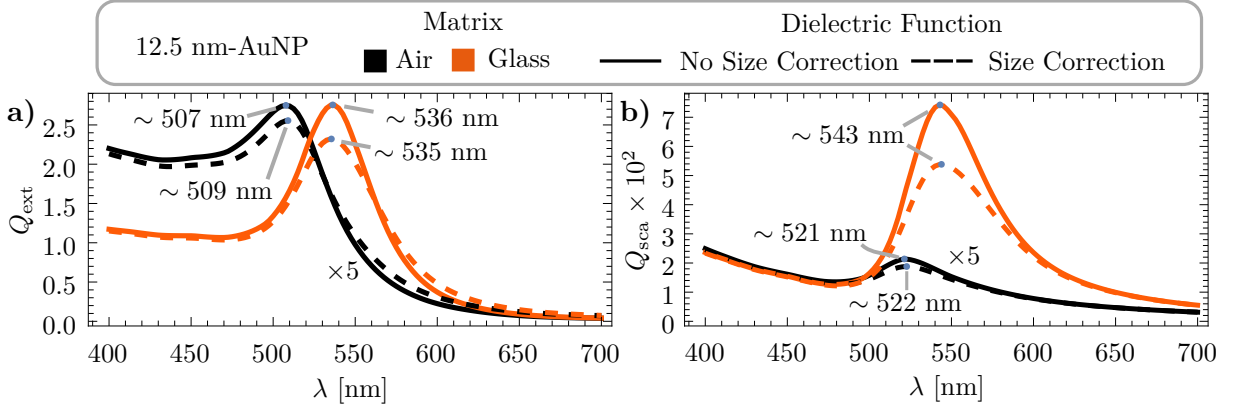 12.5 nm-AuNP
Matrix
Air Glass
Dielectric Function
No Size Correction Size Correction
a)
Q_ext
2.5
2.0
1.5
1.0
0.5
0.0
∼ 507 nm
∼ 509 nm
∼ 536 nm
∼ 535 nm
×5
400 450 500 550 600 650 700
λ [nm]
b)
Q_sca × 10²
7
6
5
4
3
2
1
0
∼ 543 nm
∼ 521 nm
∼ 522 nm
×5
400 450 500 550 600 650 700
λ [nm]